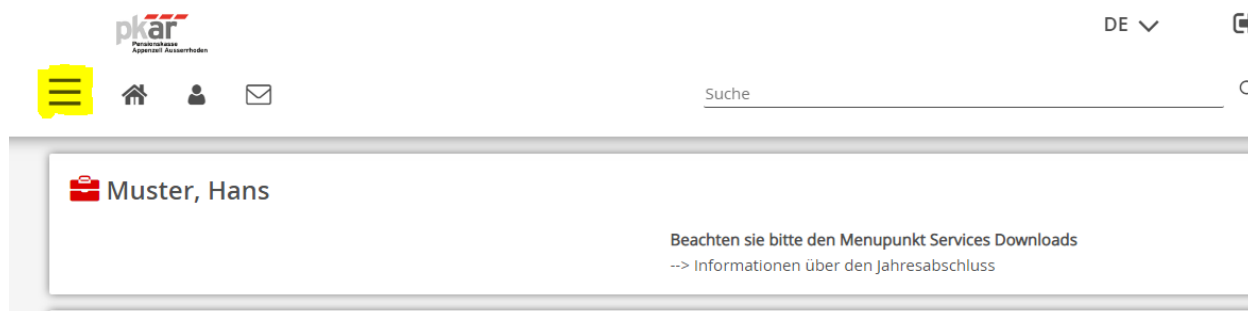 pkar
Pensionskasse
Appenzell Ausserrhoden
DE
Suche
Muster, Hans
Beachten sie bitte den Menupunkt Services Downloads
--> Informationen über den Jahresabschluss